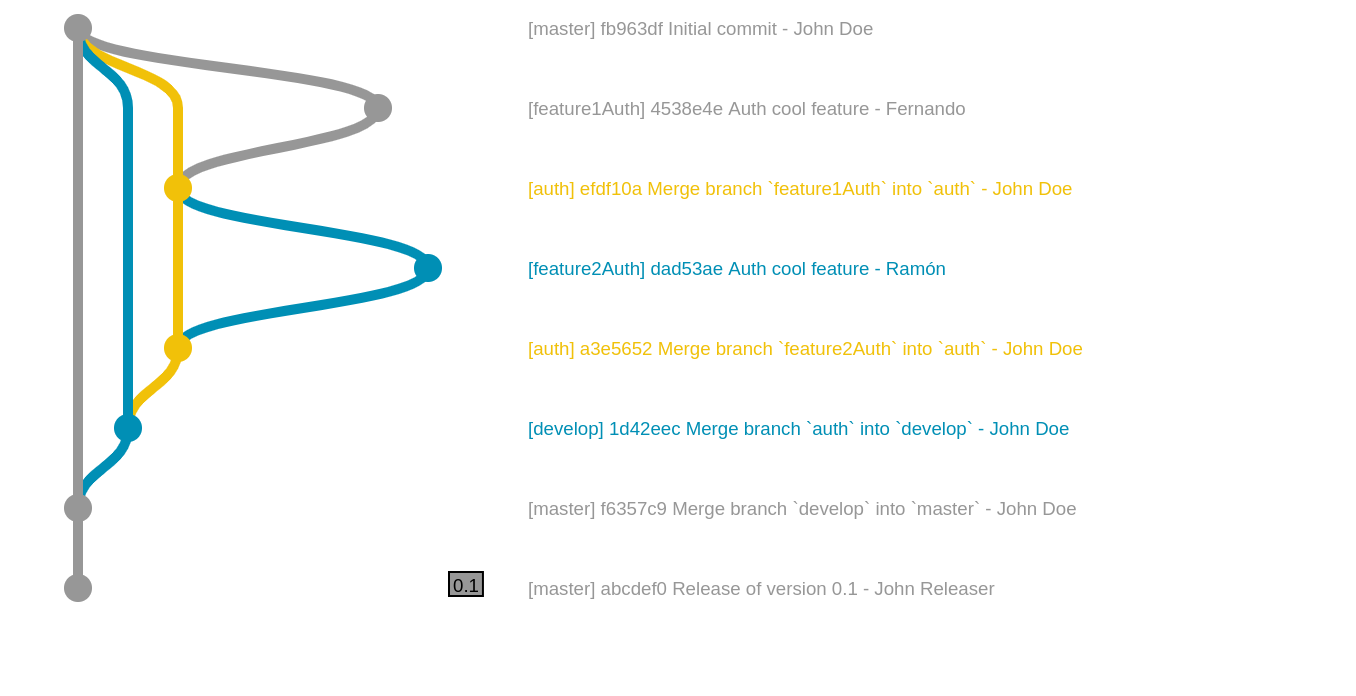 [master] fb963df Initial commit - John Doe
[feature1Auth] 4538e4e Auth cool feature - Fernando
[auth] efdf10a Merge branch `feature1Auth` into `auth` - John Doe
[feature2Auth] dad53ae Auth cool feature - Ramón
[auth] a3e5652 Merge branch `feature2Auth` into `auth` - John Doe
[develop] 1d42eec Merge branch `auth` into `develop` - John Doe
[master] f6357c9 Merge branch `develop` into `master` - John Doe
0.1 [master] abcdef0 Release of version 0.1 - John Releaser